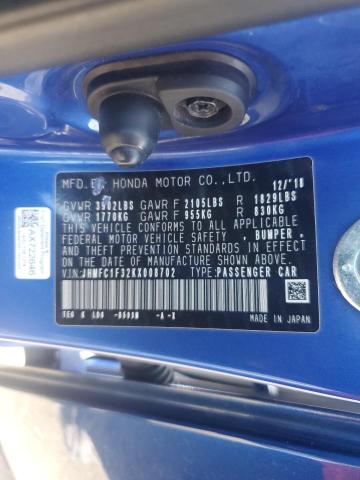 MFD. BY HONDA MOTOR CO.,LTD. 12/'18
GVWR 3902LBS GAWR F 2105LBS R 1829LBS
GVWR 1770KG GAWR F 955KG R 830KG
THIS VEHICLE CONFORMS TO ALL APPLICABLE
FEDERAL MOTOR VEHICLE SAFETY, BUMPER,
AND THEFT PREVENTION STANDARDS IN EFFECT
ON THE DATE OF MANUFACTURE SHOWN ABOVE.
VIN:JHMFC1F32KX000702 TYPE:PASSENGER CAR
-A-X
MADE IN JAPAN